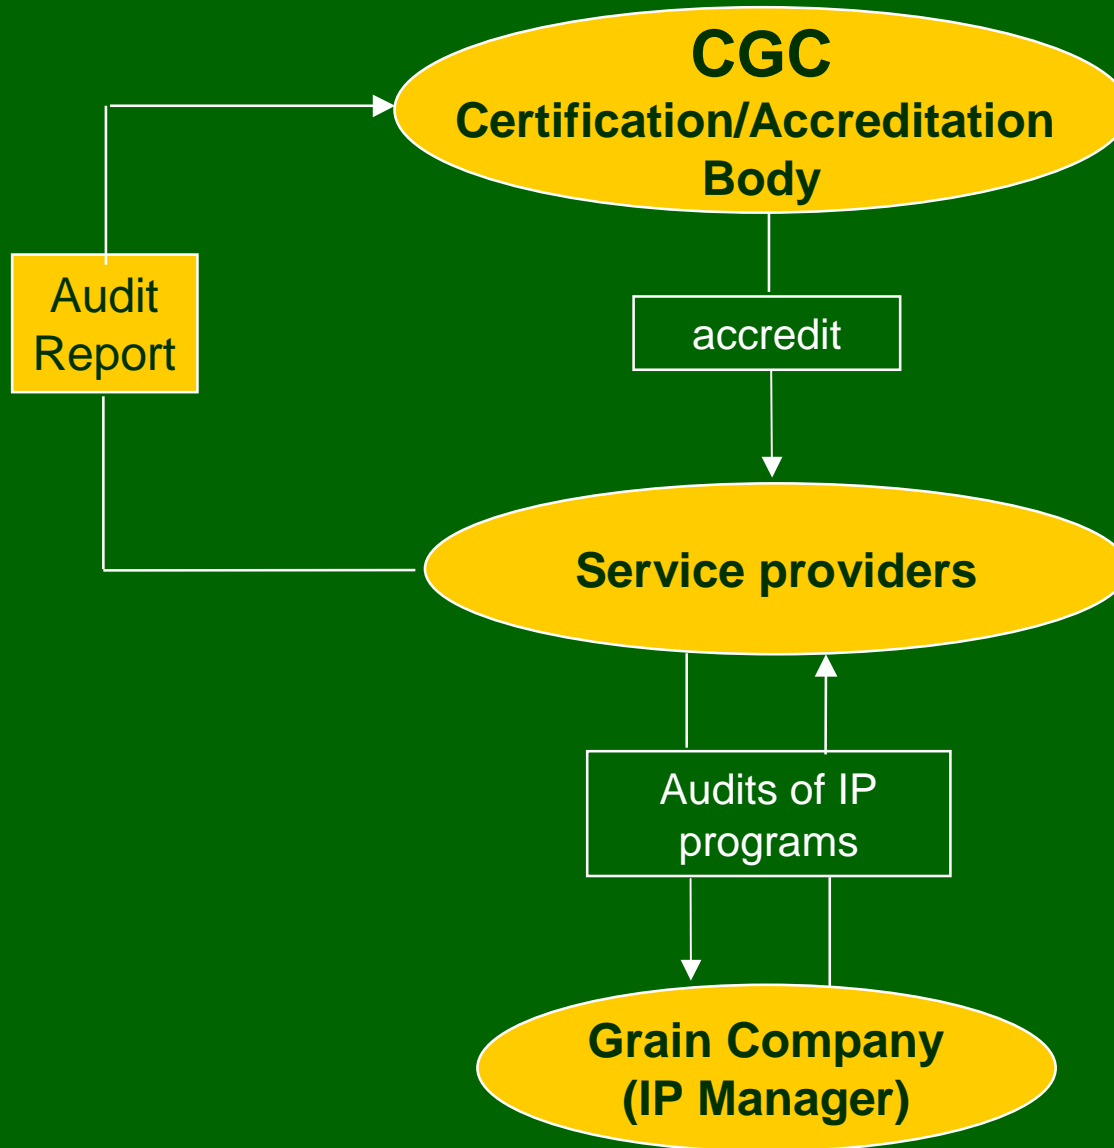 CGC
Certification/Accreditation
Body
Audit
Report
accredit
Service providers
Audits of IP
programs
Grain Company
(IP Manager)